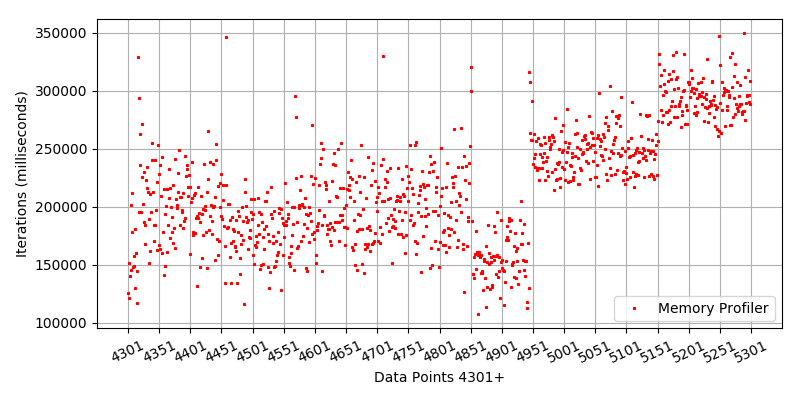 350000
300000
250000
200000
150000
100000
Iterations (milliseconds)
Memory Profiler
4301 4351 4401 4451 4501 4551 4601 4651 4701 4751 4801 4851 4901 4951 5001 5051 5101 5151 5201 5251 5301
Data Points 4301+